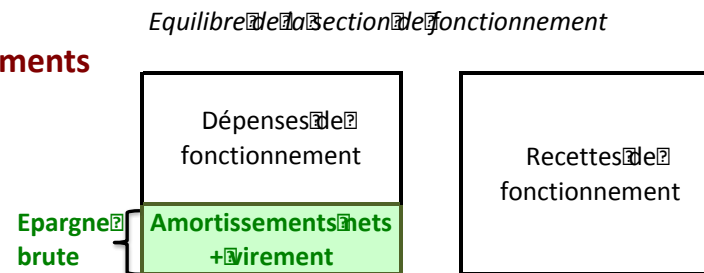 Equilibre de la section de fonctionnement
ments
Dépenses de
fonctionnement
Recettes de
fonctionnement
Epargne
brute
Amortissements nets
+ virement